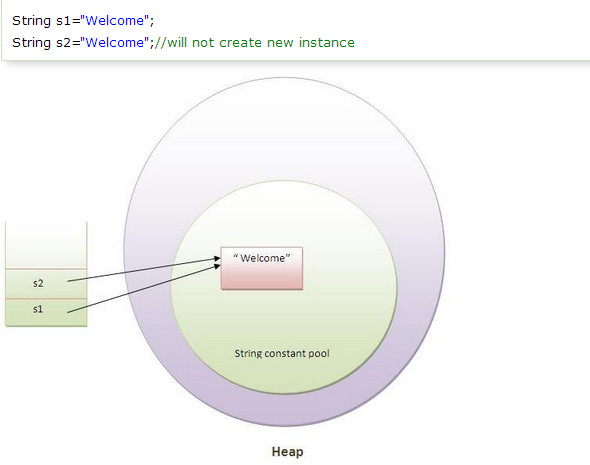 String s1="Welcome";
String s2="Welcome";//will not create new instance
“ Welcome”
s2
s1
String constant pool
Heap